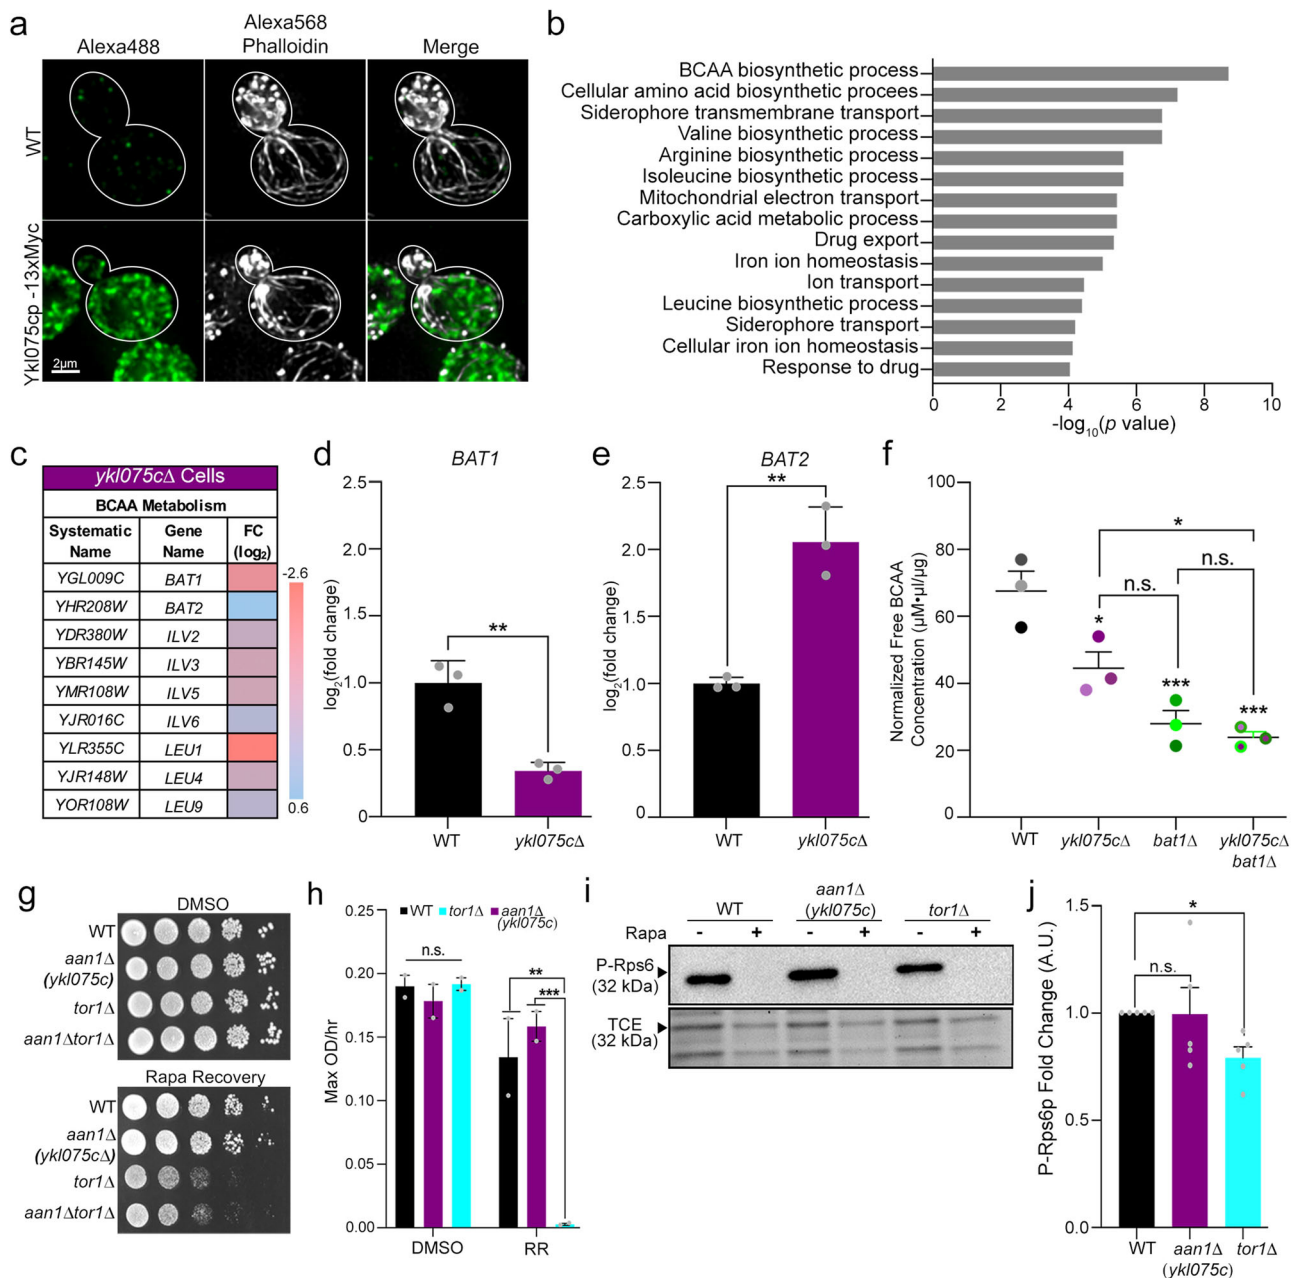 a
Alexa488
Alexa568
Phalloidin
Merge
WT
Ykl075cp -13xMyc
2µm
b
BCAA biosynthetic process
Cellular amino acid biosynthetic procees
Siderophore transmembrane transport
Valine biosynthetic process
Arginine biosynthetic process
Isoleucine biosynthetic process
Mitochondrial electron transport
Carboxylic acid metabolic process
Drug export
Iron ion homeostasis
Ion transport
Leucine biosynthetic process
Siderophore transport
Cellular iron ion homeostasis
Response to drug
0 2 4 6 8 10
-log10(p value)
c
ykl075cΔ Cells
BCAA Metabolism
Systematic Name Gene Name FC (log2)
YGL009C BAT1
YHR208W BAT2
YDR380W ILV2
YBR145W ILV3
YMR108W ILV5
YJR016C ILV6
YLR355C LEU1
YJR148W LEU4
YOR108W LEU9
-2.6
0.6
d
BAT1
log2(fold change)
2.5
2.0
1.5
1.0
0.5
0
**
WT ykl075cΔ
e
BAT2
log2(fold change)
2.5
2.0
1.5
1.0
0.5
0
**
WT ykl075cΔ
f
Normalized Free BCAA
Concentration (µM•µl/µg)
100
80
60
40
20
0
*
n.s.
n.s.
*
***
***
WT ykl075cΔ bat1Δ ykl075cΔ
bat1Δ
g
DMSO
WT
aan1Δ
(ykl075c)
tor1Δ
aan1Δtor1Δ
Rapa Recovery
WT
aan1Δ
(ykl075cΔ)
tor1Δ
aan1Δtor1Δ
h
WT tor1Δ aan1Δ
(ykl075c)
Max OD/hr
0.25
0.20
0.15
0.10
0.05
0.00
n.s.
**
***
DMSO RR
i
WT aan1Δ
(ykl075c) tor1Δ
Rapa - + - + - +
P-Rps6
(32 kDa)
TCE
(32 kDa)
j
P-Rps6p Fold Change (A.U.)
1.5
1.0
0.5
0.0
*
n.s.
WT aan1Δ
(ykl075c) tor1Δ